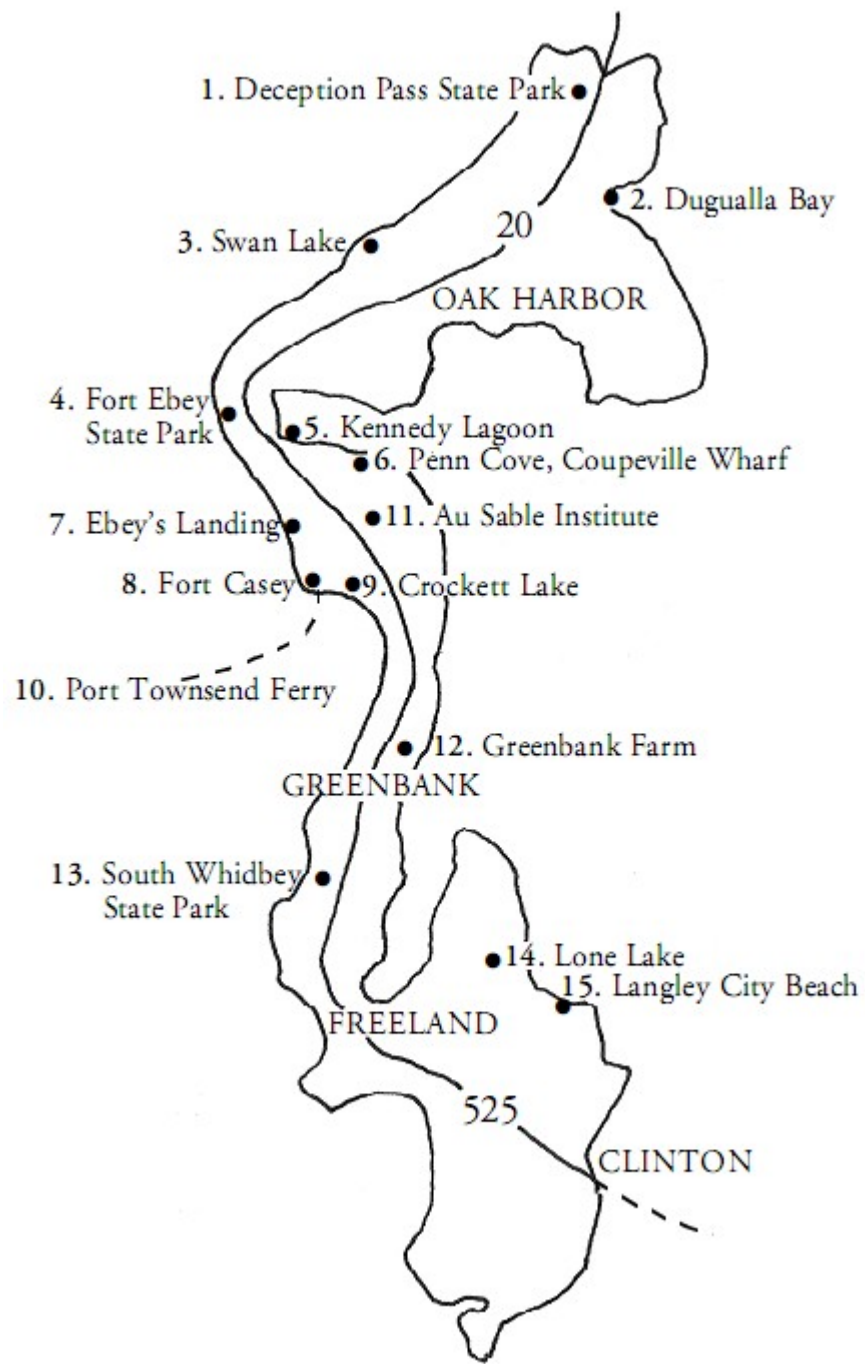 1. Deception Pass State Park
2. Dugualla Bay
20
3. Swan Lake
OAK HARBOR
4. Fort Ebey
State Park
5. Kennedy Lagoon
6. Penn Cove, Coupeville Wharf
11. Au Sable Institute
7. Ebey's Landing
8. Fort Casey
9. Crockett Lake
10. Port Townsend Ferry
12. Greenbank Farm
GREENBANK
13. South Whidbey
State Park
14. Lone Lake
15. Langley City Beach
FREELAND
525
CLINTON